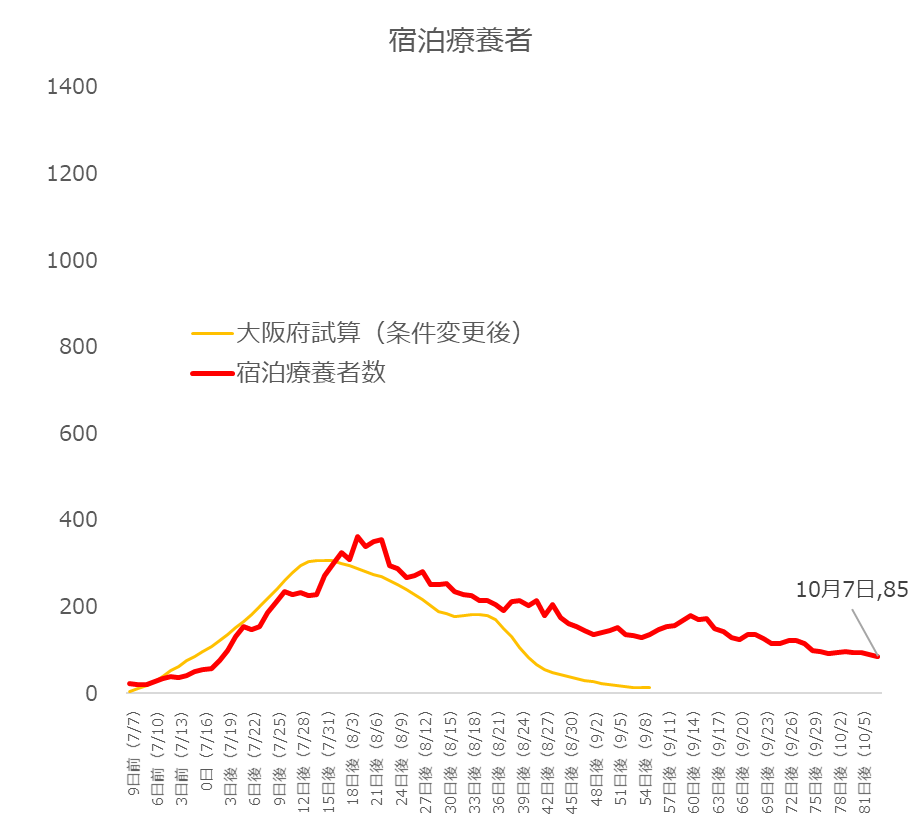 宿泊療養者
1400
1200
1000
800
600
400
200
0
大阪府試算（条件変更後）
宿泊療養者数
10月7日,85
9日前（7/7）
6日前（7/10）
3日前（7/13）
0日（7/16）
3日後（7/19）
6日後（7/22）
9日後（7/25）
12日後（7/28）
15日後（7/31）
18日後（8/3）
21日後（8/6）
24日後（8/9）
27日後（8/12）
30日後（8/15）
33日後（8/18）
36日後（8/21）
39日後（8/24）
42日後（8/27）
45日後（8/30）
48日後（9/2）
51日後（9/5）
54日後（9/8）
57日後（9/11）
60日後（9/14）
63日後（9/17）
66日後（9/20）
69日後（9/23）
72日後（9/26）
75日後（9/29）
78日後（10/2）
81日後（10/5）